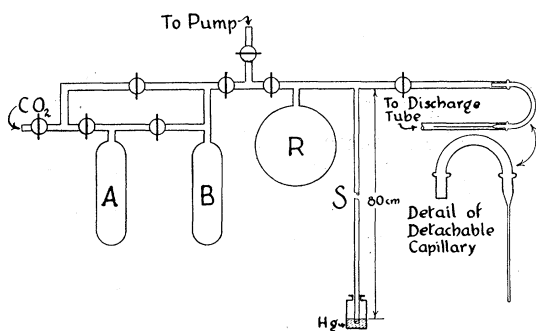 To Pump
CO2
To Discharge
Tube
A
B
R
S
80cm
Detail of
Detachable
Capillary
Hg